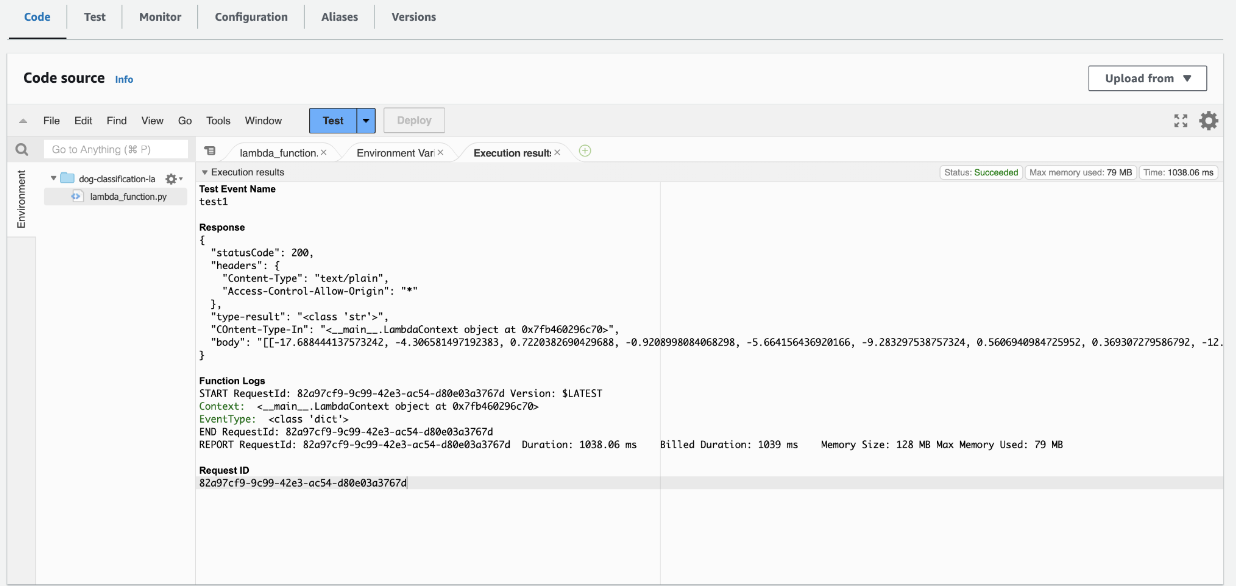 Code Test Monitor Configuration Aliases Versions
Code source Info
Upload from
File Edit Find View Go Tools Window Test Deploy
Go to Anything (⌘ P)
lambda_function. × Environment Vari × Execution results ×
Environment
dog-classification-la
lambda_function.py
Execution results
Status: Succeeded Max memory used: 79 MB Time: 1038.06 ms
Test Event Name
test1
Response
{
"statusCode": 200,
"headers": {
"Content-Type": "text/plain",
"Access-Control-Allow-Origin": "*"
},
"type-result": "<class 'str'>",
"COntent-Type-In": "<__main__.LambdaContext object at 0x7fb460296c70>",
"body": "[[-17.688444137573242, -4.306581497192383, 0.7220382690429688, -0.9208998084068298, -5.664156436920166, -9.283297538757324, 0.5606940984725952, 0.369307279586792, -12.
}
Function Logs
START RequestId: 82a97cf9-9c99-42e3-ac54-d80e03a3767d Version: $LATEST
Context: <__main__.LambdaContext object at 0x7fb460296c70>
EventType: <class 'dict'>
END RequestId: 82a97cf9-9c99-42e3-ac54-d80e03a3767d
REPORT RequestId: 82a97cf9-9c99-42e3-ac54-d80e03a3767d Duration: 1038.06 ms Billed Duration: 1039 ms Memory Size: 128 MB Max Memory Used: 79 MB
Request ID
82a97cf9-9c99-42e3-ac54-d80e03a3767d